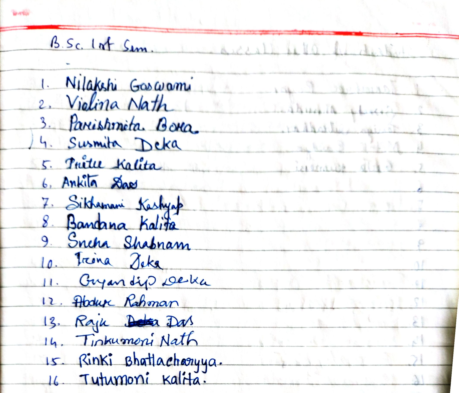 B.Sc. 1st Sem.
1. Nilakshi Goswami
2. Violina Nath
3. Parishmita Bora
4. Susmita Deka
5. Kalita
6. Ankita Das
7. Sikhamani Kashyap
8. Bandana Kalita
9. Sneha Shabnam
10. Deka
11. Gyandip Deka
12. Abdur Rahman
13. Raju Das
14. Tinkumoni Nath
15. Rinki Bhattacharyya.
16. Tutumoni Kalita.